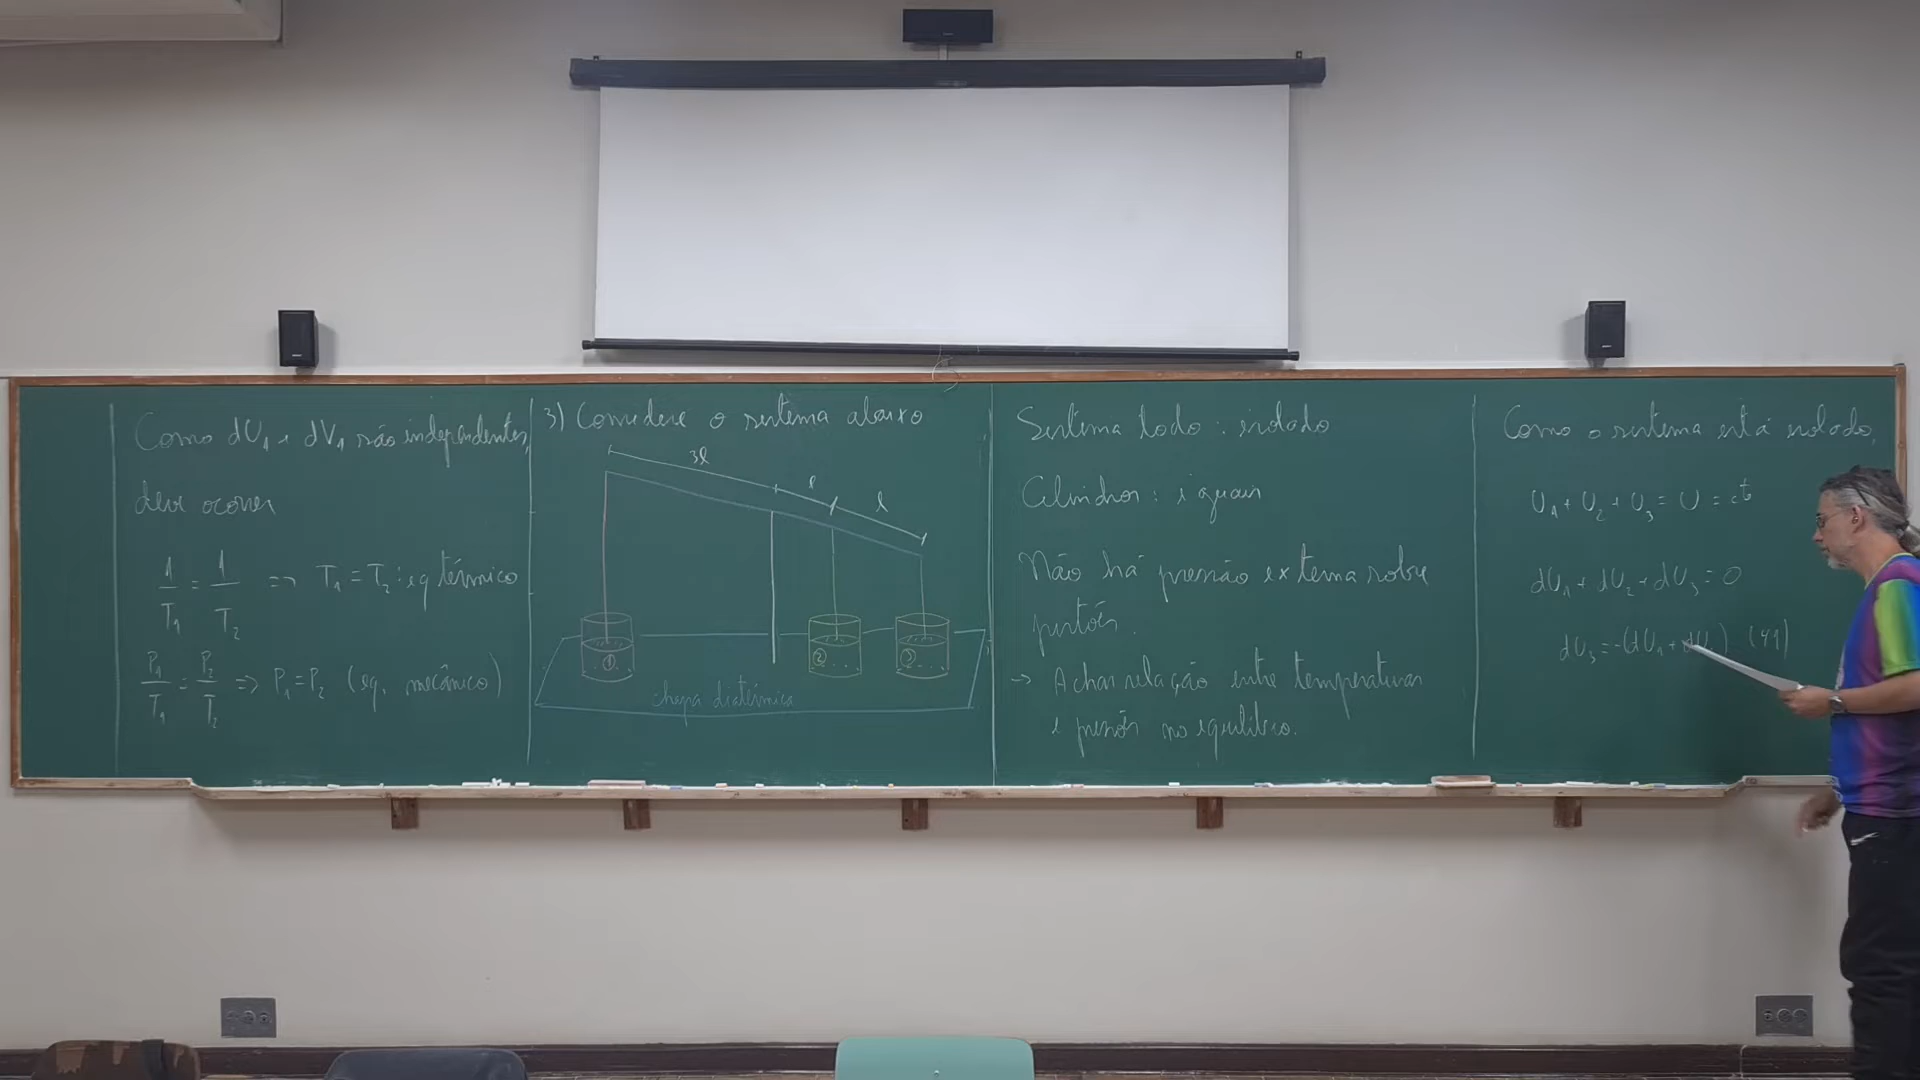 Como dU₁ e dV₁ são independentes,
deve ocorrer
1/T₁ = 1/T₂ => T₁ = T₂ : eq térmico
P₁/T₁ = P₂/T₂ => P₁ = P₂ (eq. mecânico)
3) Considere o sistema abaixo
3l
l
l
1
2
3
chapa diatérmica
Sistema todo : isolado
Cilindros : iguais
Não há pressão externa sobre
pistões.
→ Achar relação entre temperaturas
e pressões no equilíbrio.
Como o sistema está isolado,
U₁ + U₂ + U₃ = U = cᵗᵉ
dU₁ + dU₂ + dU₃ = 0
dU₃ = -(dU₁ + dU₂)